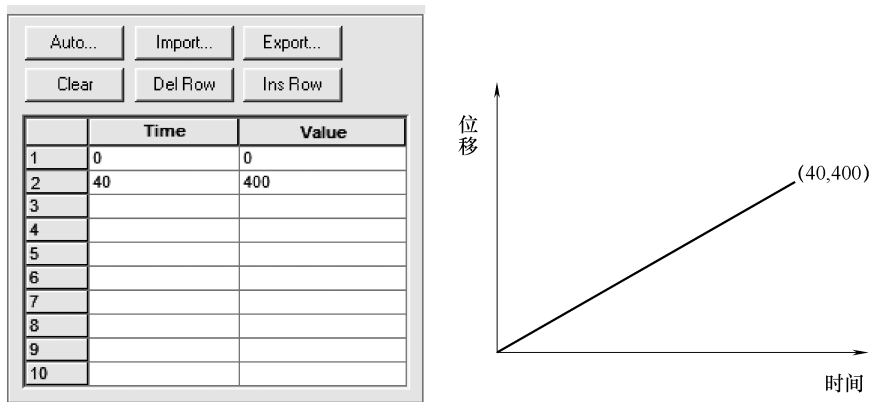 Auto... Import... Export...
Clear Del Row Ins Row
Time Value
1 0 0
2 40 400
3
4
5
6
7
8
9
10
位移
(40,400)
时间